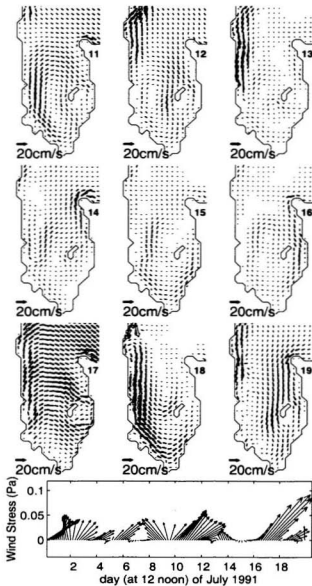 11 12 13
20cm/s 20cm/s 20cm/s
14 15 16
20cm/s 20cm/s 20cm/s
17 18 19
20cm/s 20cm/s 20cm/s
Wind Stress (Pa)
0.1
0.05
0
2 4 6 8 10 12 14 16 18
day (at 12 noon) of July 1991